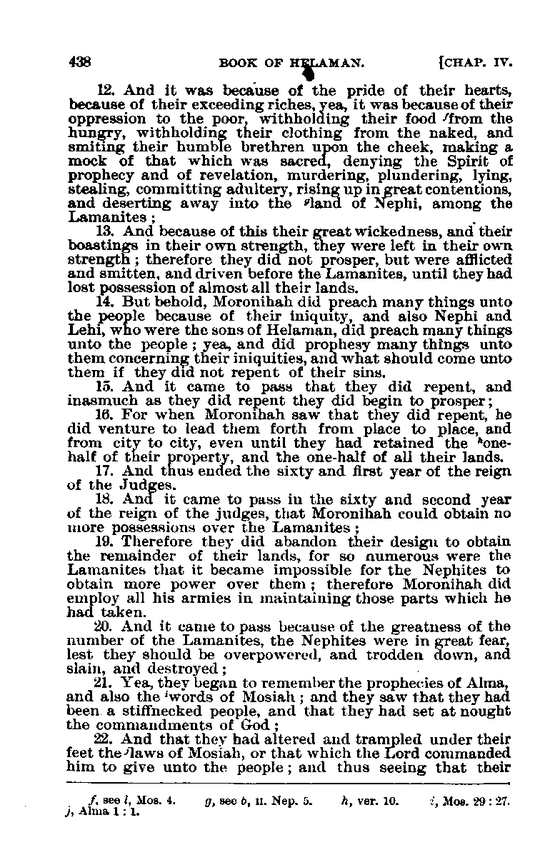 438 BOOK OF HELAMAN. [CHAP. IV.
12. And it was because of the pride of their hearts,
because of their exceeding riches, yea, it was because of their
oppression to the poor, withholding their food f from the
hungry, withholding their clothing from the naked, and
smiting their humble brethren upon the cheek, making a
mock of that which was sacred, denying the Spirit of
prophecy and of revelation, murdering, plundering, lying,
stealing, committing adultery, rising up in great contentions,
and deserting away into the g land of Nephi, among the
Lamanites;
13. And because of this their great wickedness, and their
boastings in their own strength, they were left in their own
strength; therefore they did not prosper, but were afflicted
and smitten, and driven before the Lamanites, until they had
lost possession of almost all their lands.
14. But behold, Moronihah did preach many things unto
the people because of their iniquity, and also Nephi and
Lehi, who were the sons of Helaman, did preach many things
unto the people; yea, and did prophesy many things unto
them concerning their iniquities, and what should come unto
them if they did not repent of their sins.
15. And it came to pass that they did repent, and
inasmuch as they did repent they did begin to prosper;
16. For when Moronihah saw that they did repent, he
did venture to lead them forth from place to place, and
from city to city, even until they had retained the h one-
half of their property, and the one-half of all their lands.
17. And thus ended the sixty and first year of the reign
of the Judges.
18. And it came to pass in the sixty and second year
of the reign of the judges, that Moronihah could obtain no
more possessions over the Lamanites;
19. Therefore they did abandon their design to obtain
the remainder of their lands, for so numerous were the
Lamanites that it became impossible for the Nephites to
obtain more power over them; therefore Moronihah did
employ all his armies in maintaining those parts which he
had taken.
20. And it came to pass because of the greatness of the
number of the Lamanites, the Nephites were in great fear,
lest they should be overpowered, and trodden down, and
slain, and destroyed;
21. Yea, they began to remember the prophecies of Alma,
and also the i words of Mosiah; and they saw that they had
been a stiffnecked people, and that they had set at nought
the commandments of God;
22. And that they had altered and trampled under their
feet the j laws of Mosiah, or that which the Lord commanded
him to give unto the people; and thus seeing that their
f, see l, Mos. 4. g, see b, II. Nep. 5. h, ver. 10. i, Mos. 29:27.
j, Alma 1:1.